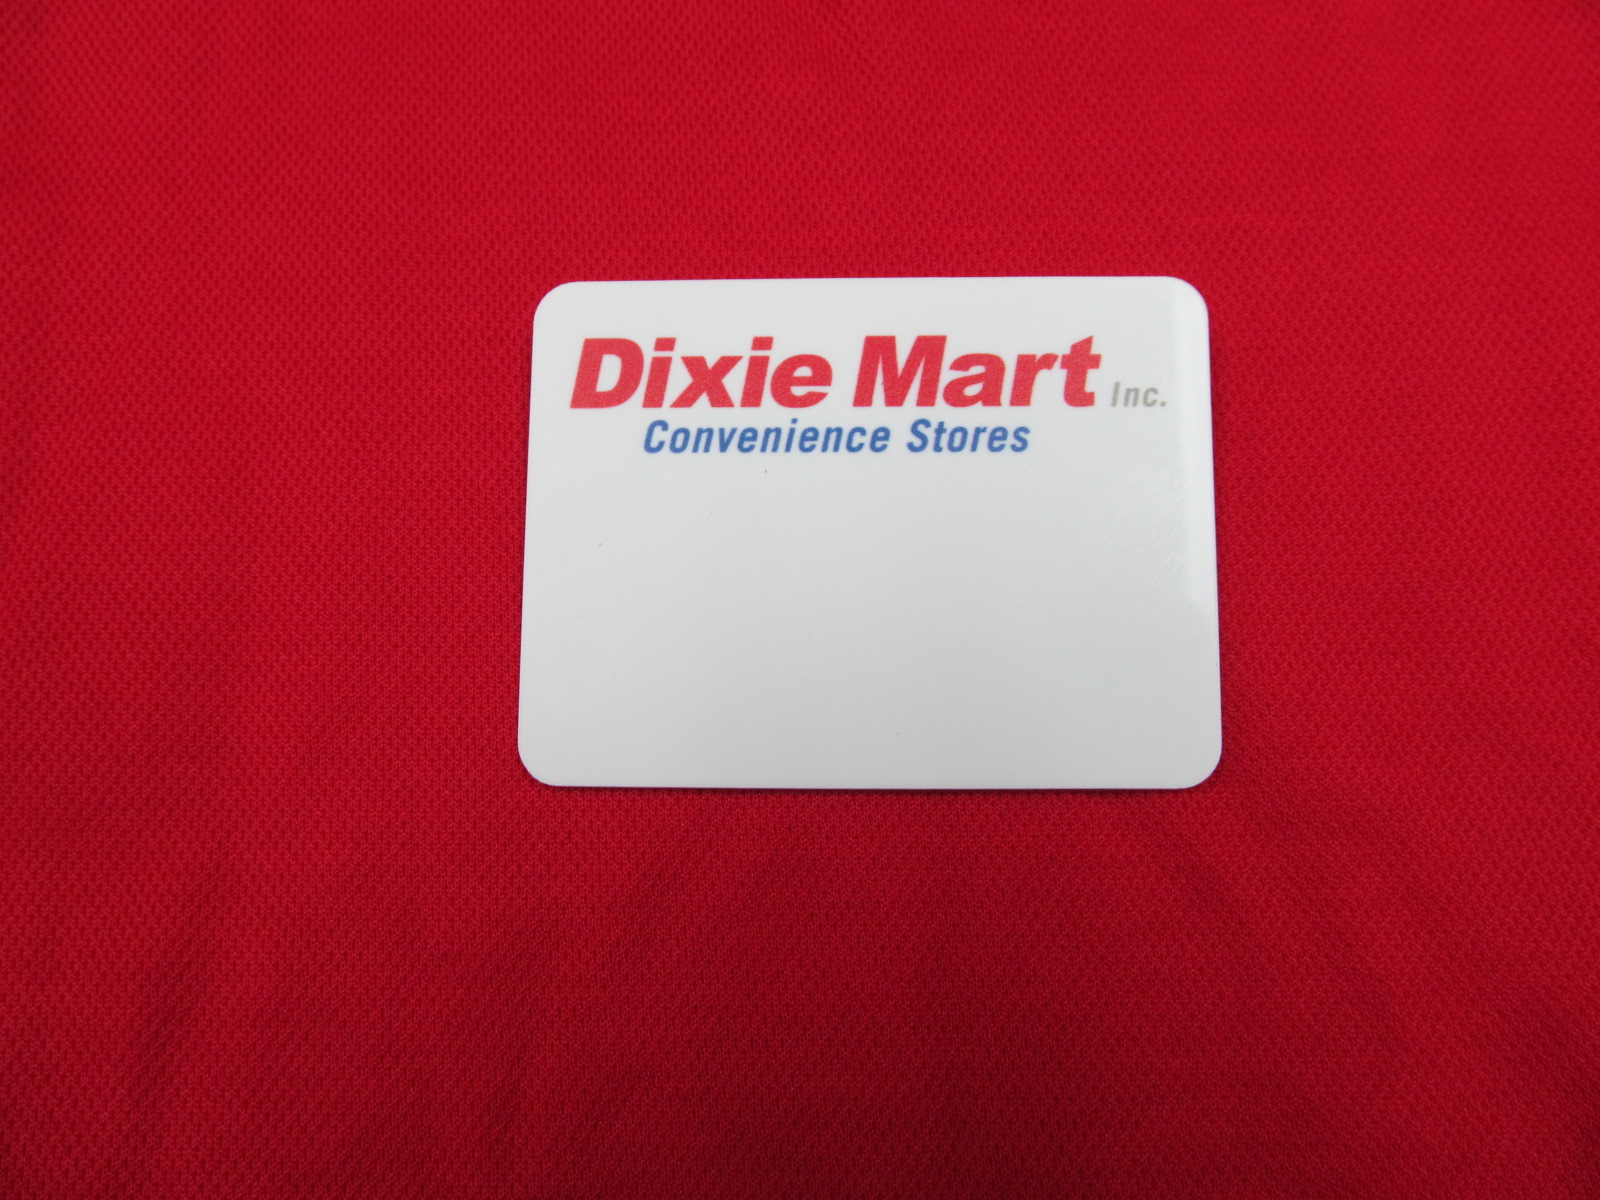 Dixie Mart Inc.
Convenience Stores